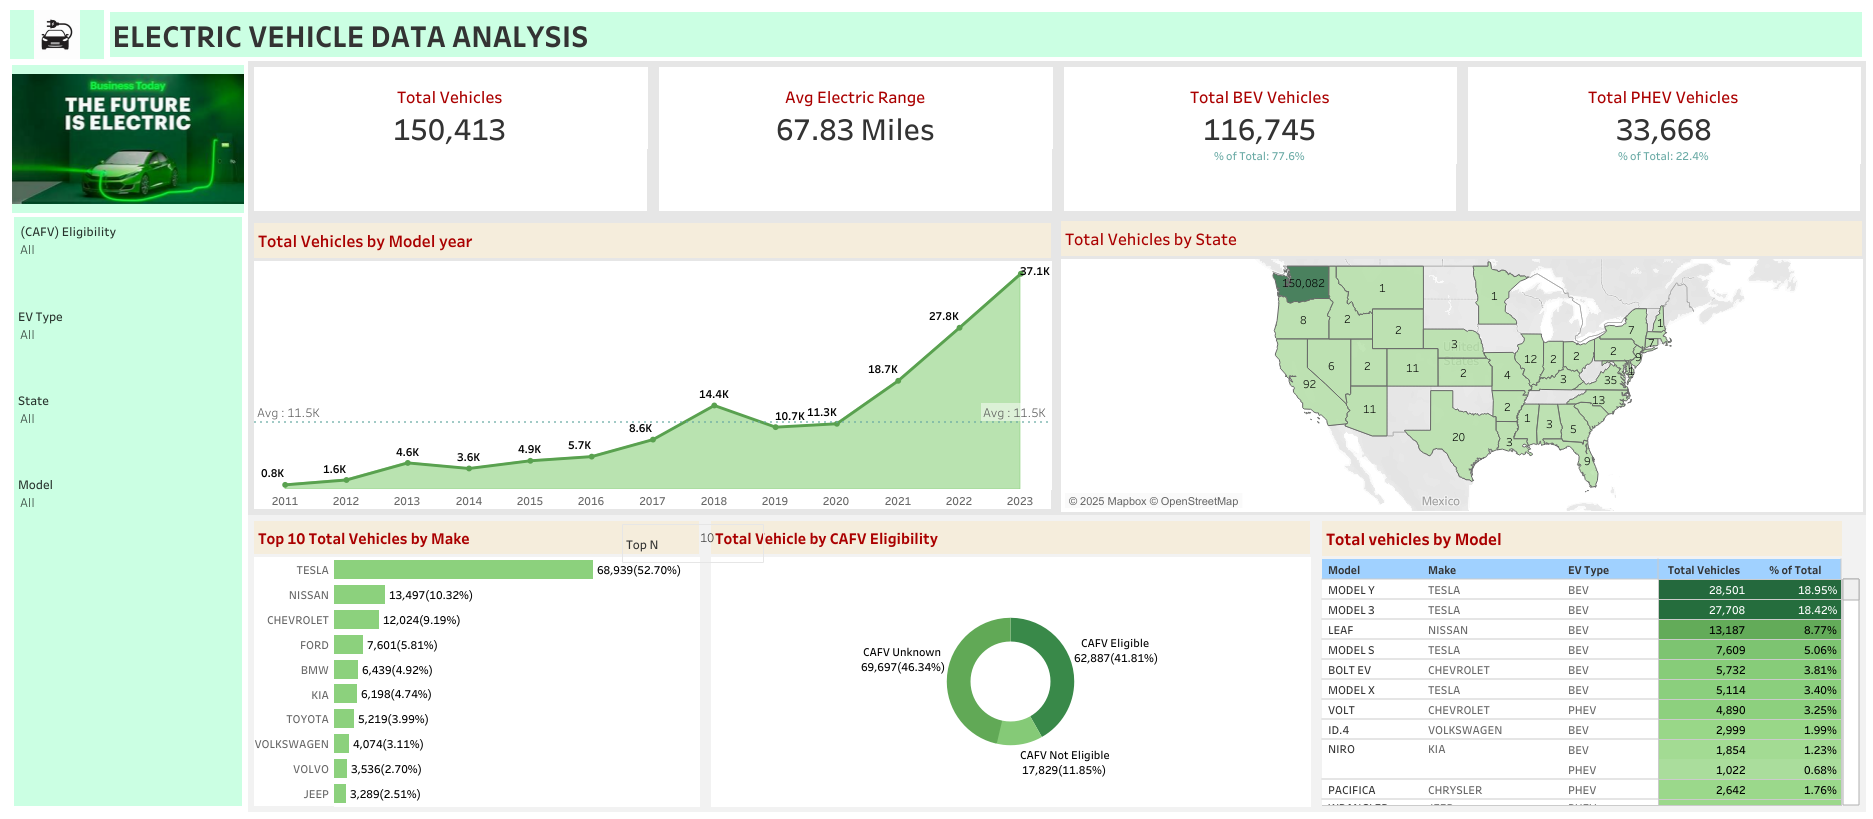 ELECTRIC VEHICLE DATA ANALYSIS
Business Today
THE FUTURE
IS ELECTRIC
(CAFV) Eligibility
All
EV Type
All
State
All
Model
All
Total Vehicles
150,413
Avg Electric Range
67.83 Miles
Total BEV Vehicles
116,745
% of Total: 77.6%
Total PHEV Vehicles
33,668
% of Total: 22.4%
Total Vehicles by Model year
37.1K
27.8K
18.7K
14.4K
10.7K 11.3K
Avg : 11.5K Avg : 11.5K
8.6K
5.7K
4.9K
4.6K
3.6K
1.6K
0.8K
2011 2012 2013 2014 2015 2016 2017 2018 2019 2020 2021 2022 2023
Total Vehicles by State
150,082 1 1
8 2 2 7 1
3 2 7
92 6 2 11 2 4 12 2 2 9
3 35
11 2 13
20 3 1 3 5
9
United
States
Mexico
© 2025 Mapbox © OpenStreetMap
Top 10 Total Vehicles by Make
Top N 10
TESLA 68,939(52.70%)
NISSAN 13,497(10.32%)
CHEVROLET 12,024(9.19%)
FORD 7,601(5.81%)
BMW 6,439(4.92%)
KIA 6,198(4.74%)
TOYOTA 5,219(3.99%)
VOLKSWAGEN 4,074(3.11%)
VOLVO 3,536(2.70%)
JEEP 3,289(2.51%)
Total Vehicle by CAFV Eligibility
CAFV Eligible
62,887(41.81%)
CAFV Unknown
69,697(46.34%)
CAFV Not Eligible
17,829(11.85%)
Total vehicles by Model
Model Make EV Type Total Vehicles % of Total
MODEL Y TESLA BEV 28,501 18.95%
MODEL 3 TESLA BEV 27,708 18.42%
LEAF NISSAN BEV 13,187 8.77%
MODEL S TESLA BEV 7,609 5.06%
BOLT EV CHEVROLET BEV 5,732 3.81%
MODEL X TESLA BEV 5,114 3.40%
VOLT CHEVROLET PHEV 4,890 3.25%
ID.4 VOLKSWAGEN BEV 2,999 1.99%
NIRO KIA BEV 1,854 1.23%
PHEV 1,022 0.68%
PACIFICA CHRYSLER PHEV 2,642 1.76%